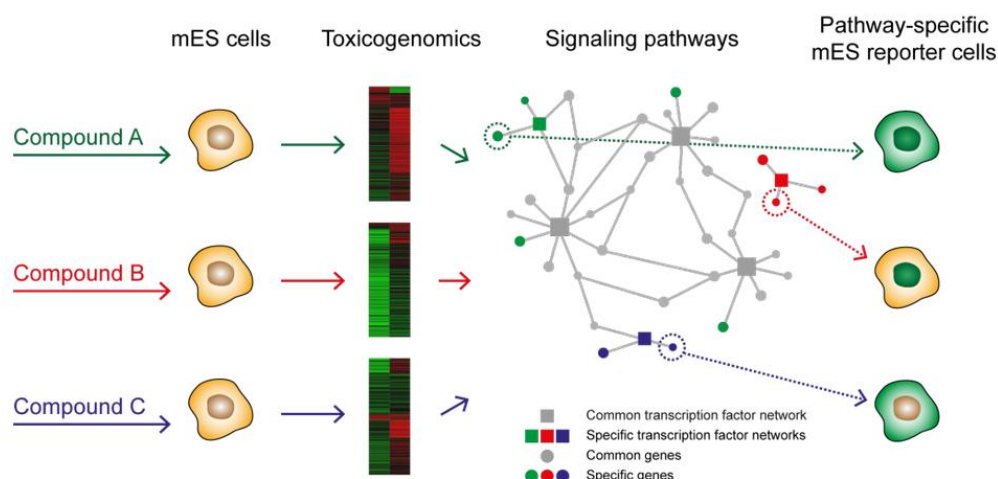 mES cells
Toxicogenomics
Signaling pathways
Pathway-specific
mES reporter cells
Compound A
Compound B
Compound C
Common transcription factor network
Specific transcription factor networks
Common genes
Specific genes